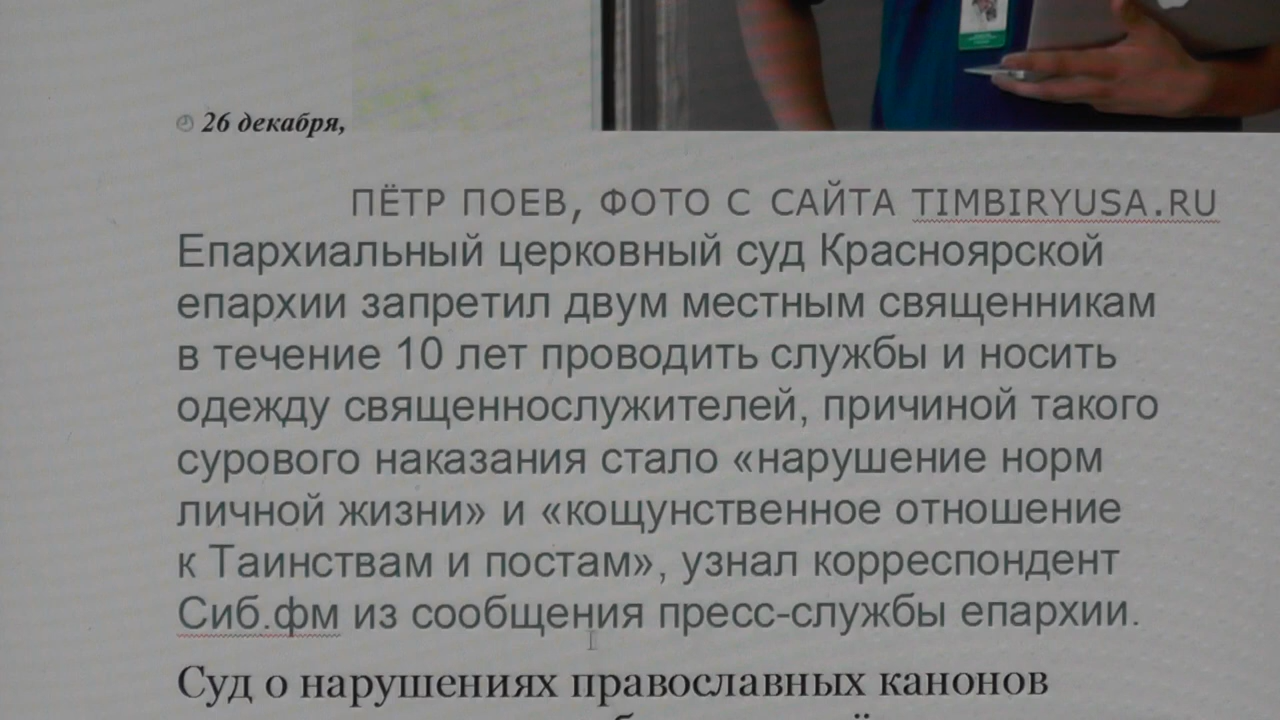 26 декабря,
ПЁТР ПОЕВ, ФОТО С САЙТА TIMBIRYUSA.RU
Епархиальный церковный суд Красноярской
епархии запретил двум местным священникам
в течение 10 лет проводить службы и носить
одежду священнослужителей, причиной такого
сурового наказания стало «нарушение норм
личной жизни» и «кощунственное отношение
к Таинствам и постам», узнал корреспондент
Сиб.фм из сообщения пресс-службы епархии.
Суд о нарушениях православных канонов